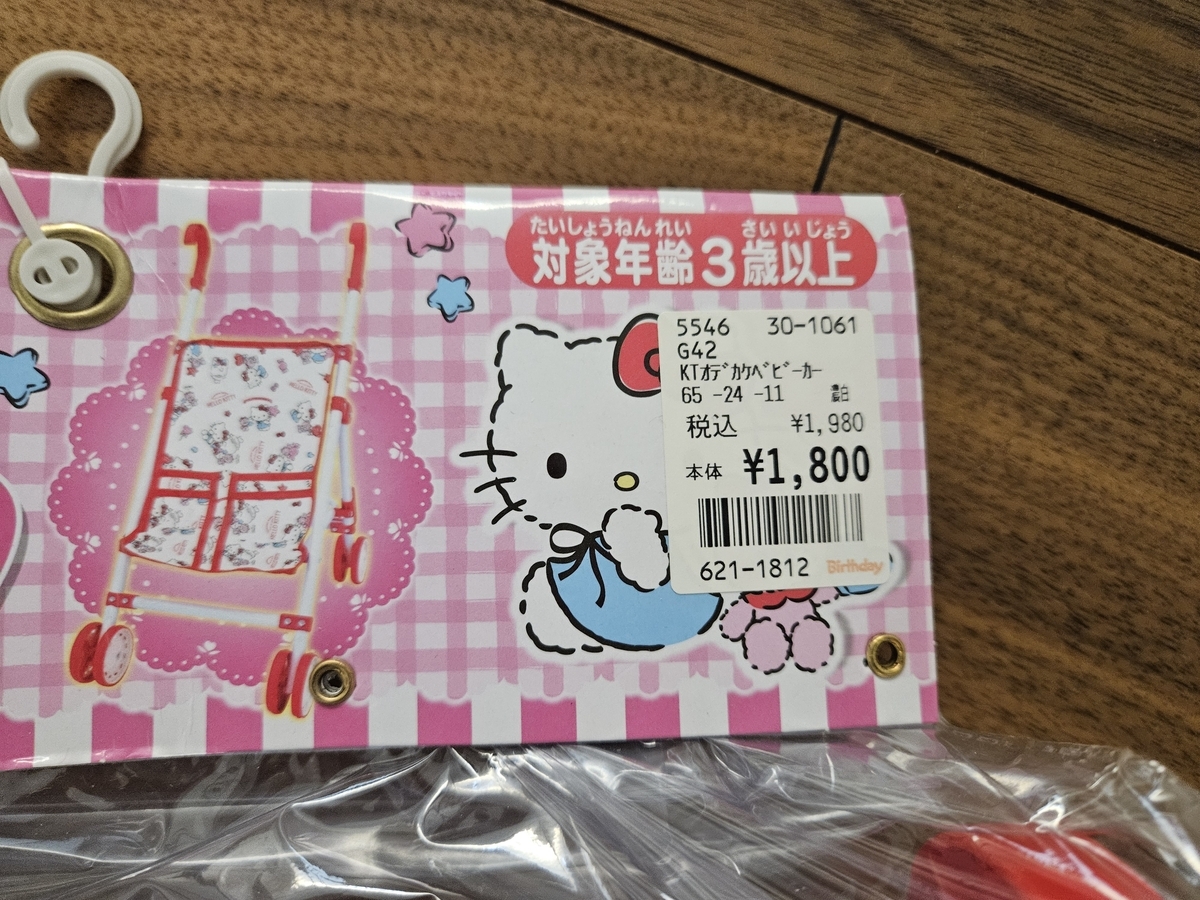 たいしょうねんれい さいいじょう
対象年齢3歳以上
5546 30-1061
G42
KTオデカケベビーカー
65 -24 -11
税込 ¥1,980
本体 ¥1,800
621-1812 Birthday